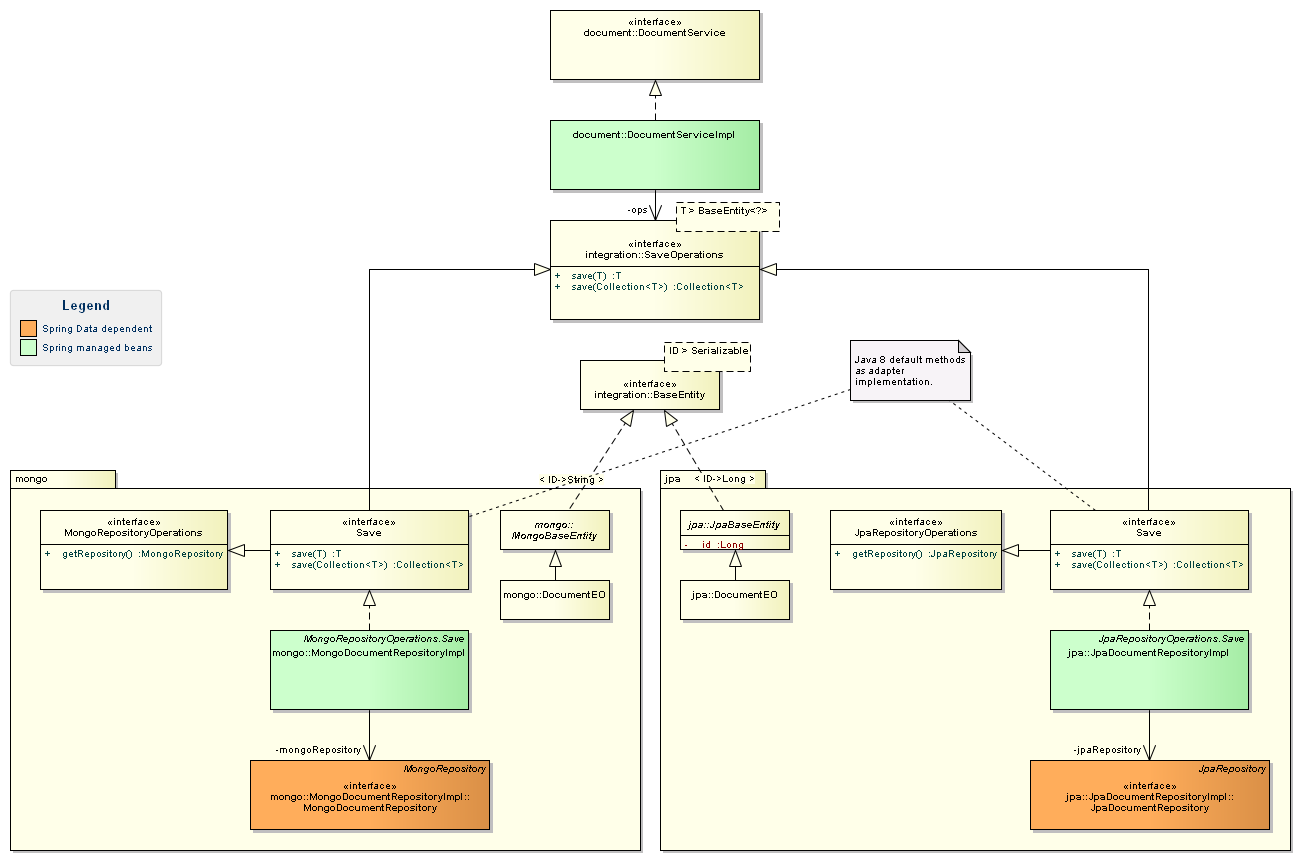 «interface»
document::DocumentService
document::DocumentServiceImpl
-ops
T > BaseEntity<?>
«interface»
integration::SaveOperations
+ save(T) :T
+ save(Collection<T>) :Collection<T>
Legend
Spring Data dependent
Spring managed beans
ID > Serializable
«interface»
integration::BaseEntity
Java 8 default methods
as adapter
implementation.
mongo
< ID->String >
«interface»
MongoRepositoryOperations
+ getRepository() :MongoRepository
«interface»
Save
+ save(T) :T
+ save(Collection<T>) :Collection<T>
mongo::
MongoBaseEntity
mongo::DocumentEO
MongoRepositoryOperations.Save
mongo::MongoDocumentRepositoryImpl
-mongoRepository
MongoRepository
«interface»
mongo::MongoDocumentRepositoryImpl::
MongoDocumentRepository
jpa
< ID->Long >
jpa::JpaBaseEntity
- id :Long
jpa::DocumentEO
«interface»
JpaRepositoryOperations
+ getRepository() :JpaRepository
«interface»
Save
+ save(T) :T
+ save(Collection<T>) :Collection<T>
JpaRepositoryOperations.Save
jpa::JpaDocumentRepositoryImpl
-jpaRepository
JpaRepository
«interface»
jpa::JpaDocumentRepositoryImpl::
JpaDocumentRepository